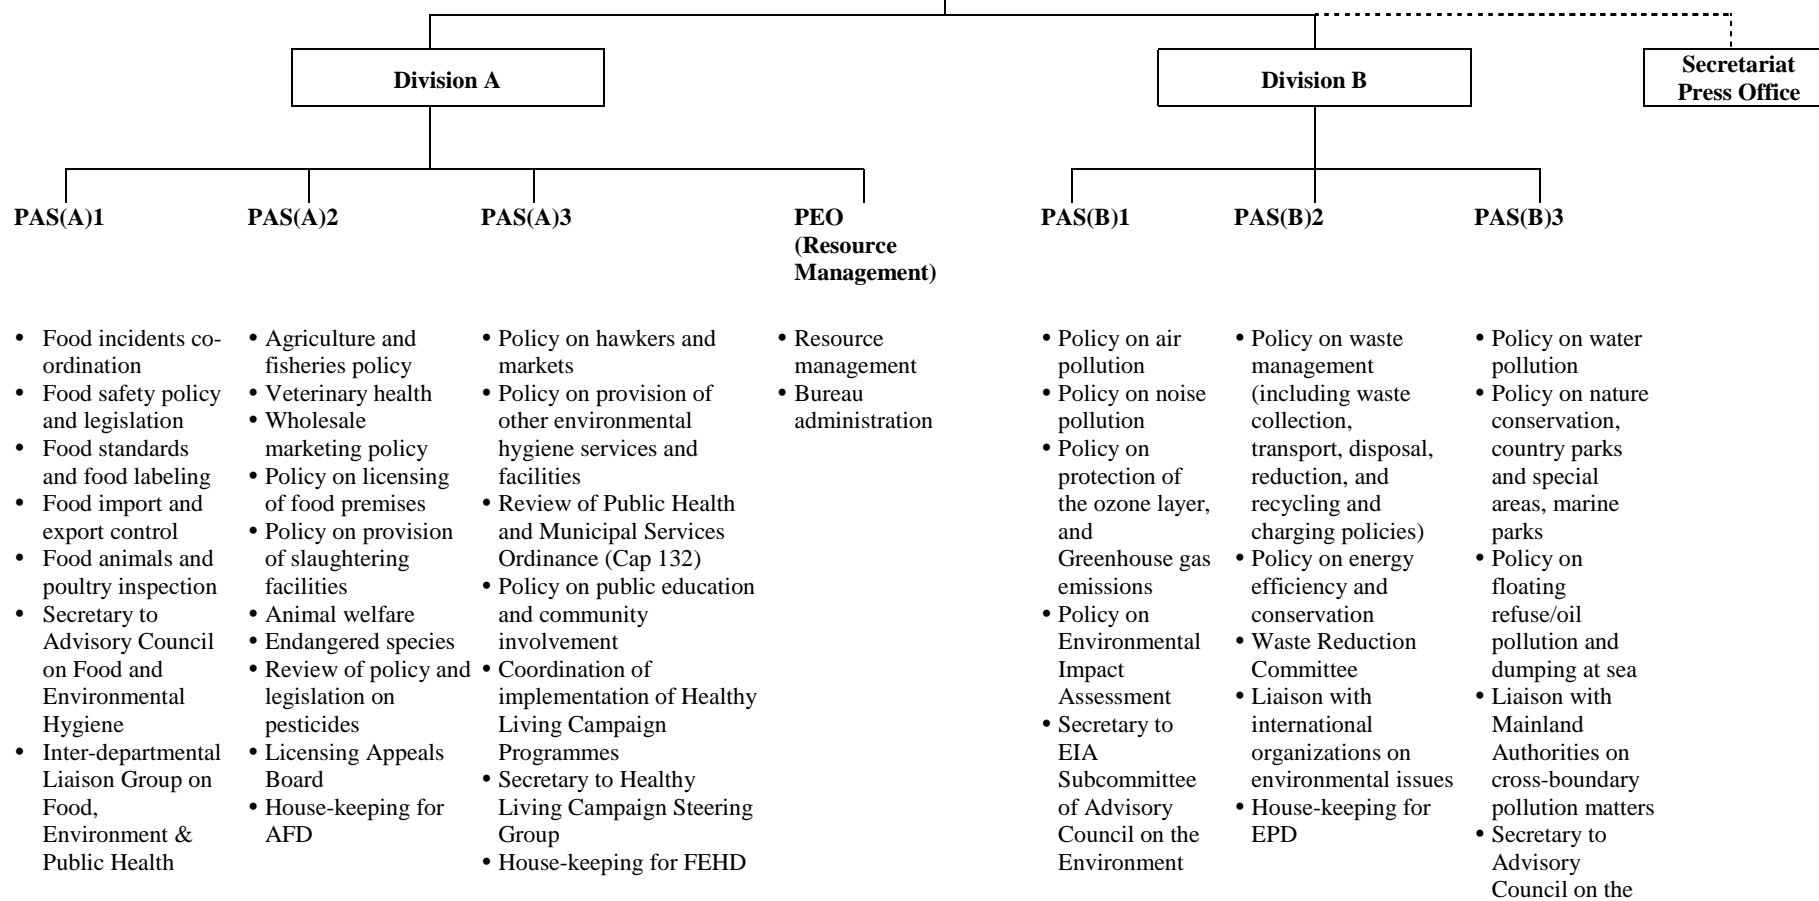 Division A
Division B
Secretariat
Press Office
PAS(A)1
PAS(A)2
PAS(A)3
PEO
(Resource
Management)
PAS(B)1
PAS(B)2
PAS(B)3
• Food incidents co-
ordination
• Food safety policy
and legislation
• Food standards
and food labeling
• Food import and
export control
• Food animals and
poultry inspection
• Secretary to
Advisory Council
on Food and
Environmental
Hygiene
• Inter-departmental
Liaison Group on
Food,
Environment &
Public Health
• Agriculture and
fisheries policy
• Veterinary health
• Wholesale
marketing policy
• Policy on licensing
of food premises
• Policy on provision
of slaughtering
facilities
• Animal welfare
• Endangered species
• Review of policy and
legislation on
pesticides
• Licensing Appeals
Board
• House-keeping for
AFD
• Policy on hawkers and
markets
• Policy on provision of
other environmental
hygiene services and
facilities
• Review of Public Health
and Municipal Services
Ordinance (Cap 132)
• Policy on public education
and community
involvement
• Coordination of
implementation of Healthy
Living Campaign
Programmes
• Secretary to Healthy
Living Campaign Steering
Group
• House-keeping for FEHD
• Resource
management
• Bureau
administration
• Policy on air
pollution
• Policy on noise
pollution
• Policy on
protection of
the ozone layer,
and
Greenhouse gas
emissions
• Policy on
Environmental
Impact
Assessment
• Secretary to
EIA
Subcommittee
of Advisory
Council on the
Environment
• Policy on waste
management
(including waste
collection,
transport, disposal,
reduction, and
recycling and
charging policies)
• Policy on energy
efficiency and
conservation
• Waste Reduction
Committee
• Liaison with
international
organizations on
environmental issues
• House-keeping for
EPD
• Policy on water
pollution
• Policy on nature
conservation,
country parks
and special
areas, marine
parks
• Policy on
floating
refuse/oil
pollution and
dumping at sea
• Liaison with
Mainland
Authorities on
cross-boundary
pollution matters
• Secretary to
Advisory
Council on the